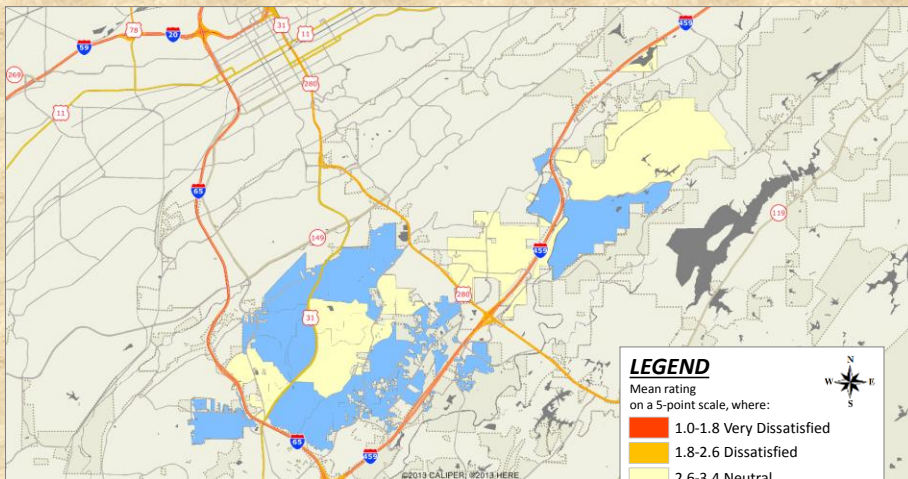 459
31
78
11
20
59
280
269
11
65
119
149
459
280
31
LEGEND
N
W E
S
Mean rating
on a 5-point scale, where:
1.0-1.8 Very Dissatisfied
1.8-2.6 Dissatisfied
2.6-3.4 Neutral
65
459
©2013 CALIPER; ©2013 HERE